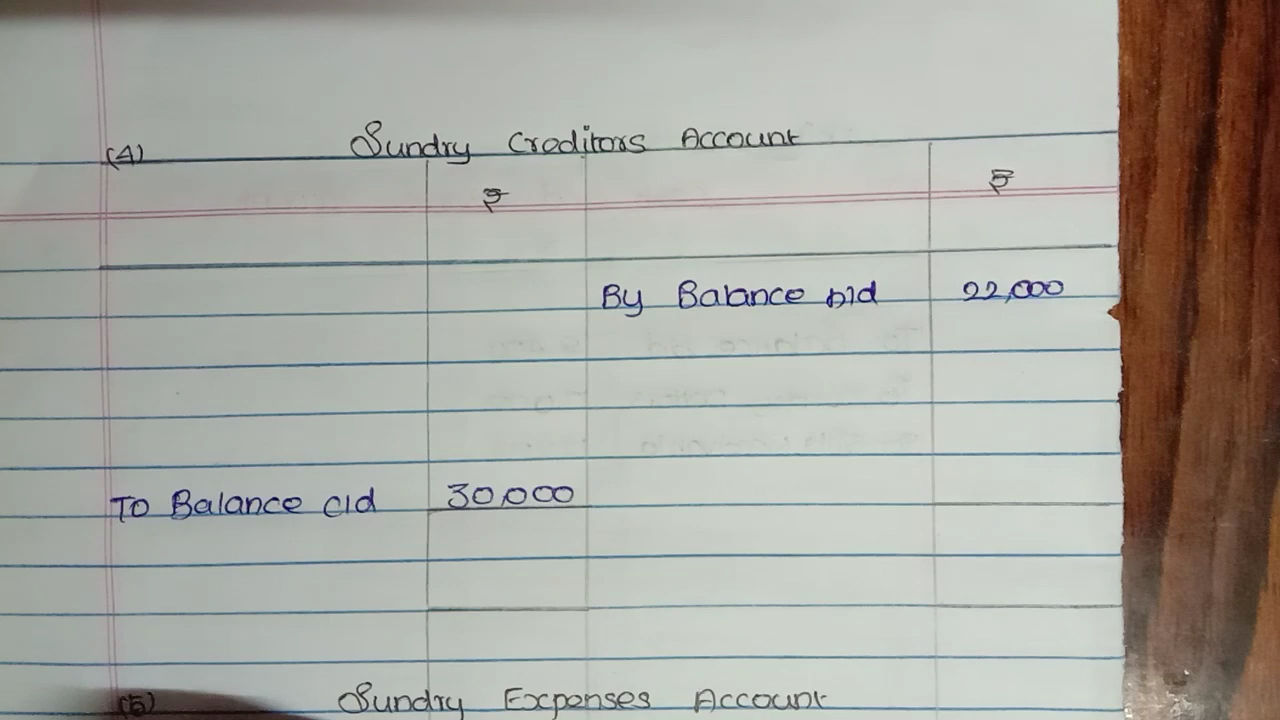 (4) Sundry Creditors Account
₹ ₹
By Balance b/d 22,000
To Balance c/d 30,000
(5) Sundry Expenses Account